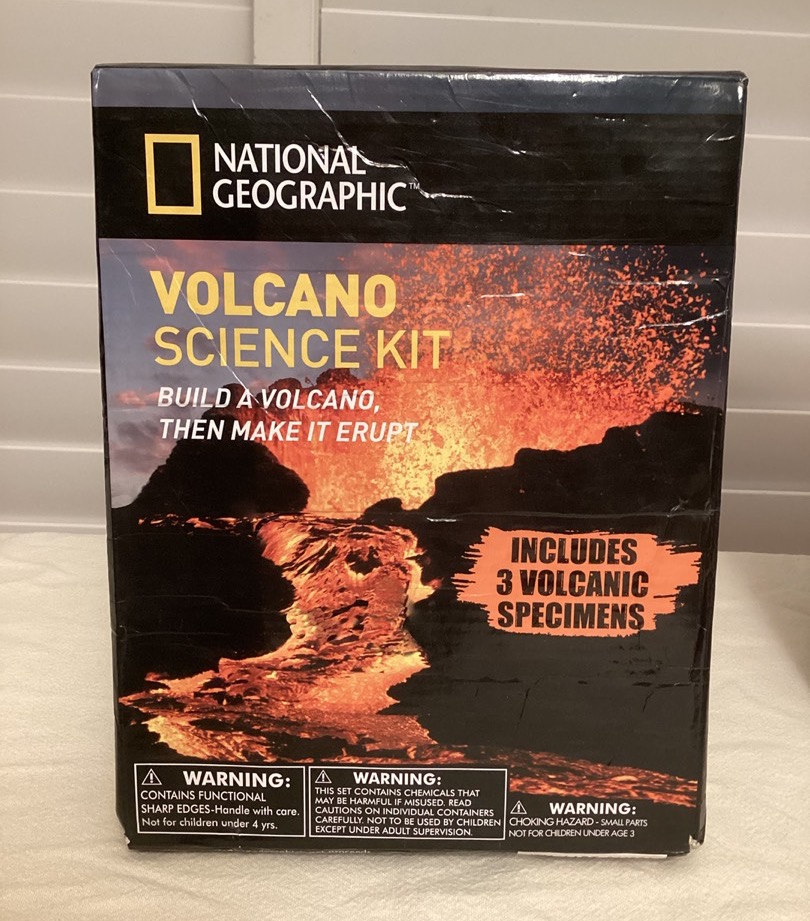 NATIONAL
GEOGRAPHIC™
VOLCANO
SCIENCE KIT
BUILD A VOLCANO,
THEN MAKE IT ERUPT
INCLUDES
3 VOLCANIC
SPECIMENS
WARNING:
CONTAINS FUNCTIONAL
SHARP EDGES-Handle with care.
Not for children under 4 yrs.
WARNING:
THIS SET CONTAINS CHEMICALS THAT
MAY BE HARMFUL IF MISUSED. READ
CAUTIONS ON INDIVIDUAL CONTAINERS
CAREFULLY. NOT TO BE USED BY CHILDREN
EXCEPT UNDER ADULT SUPERVISION.
WARNING:
CHOKING HAZARD - SMALL PARTS
NOT FOR CHILDREN UNDER AGE 3